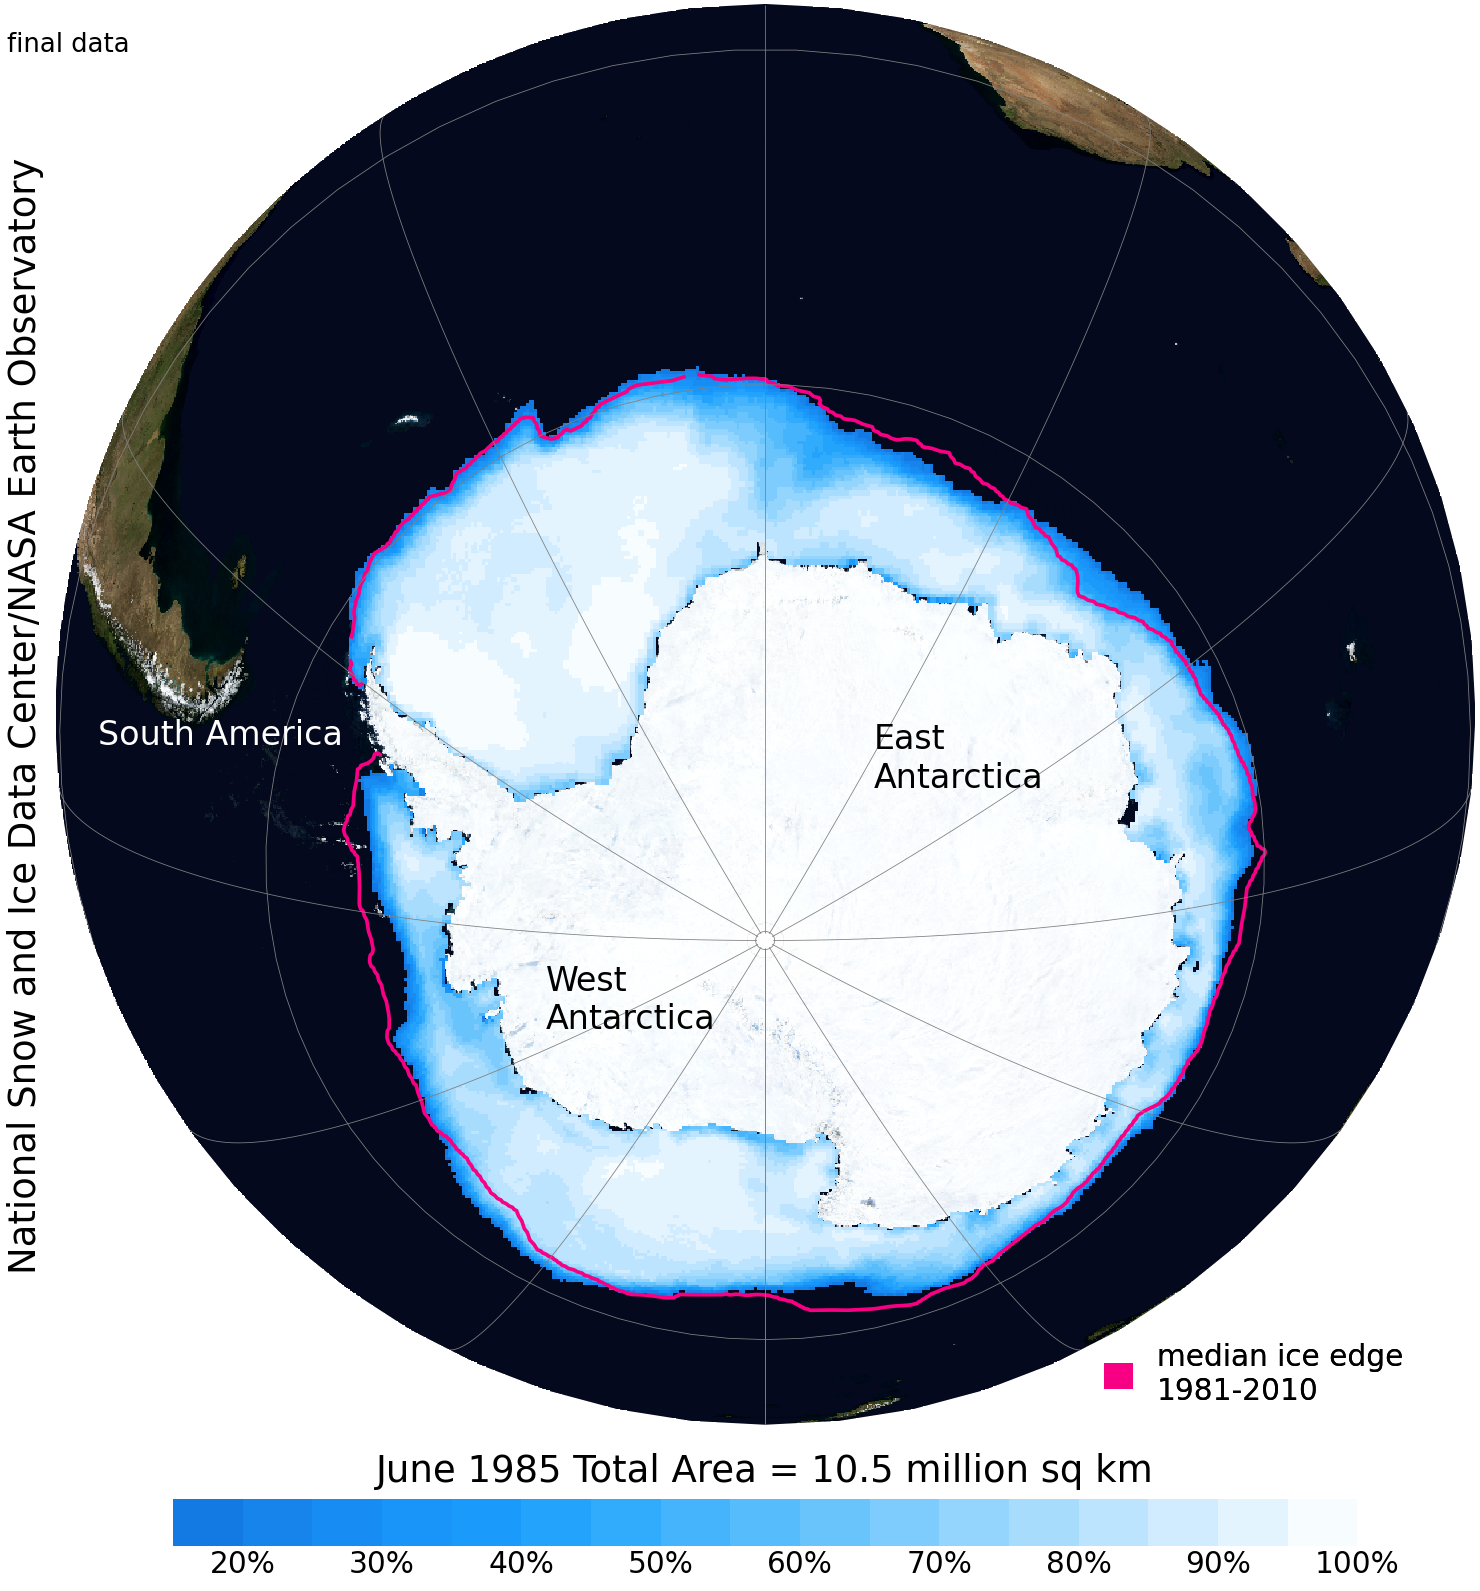 final data
National Snow and Ice Data Center/NASA Earth Observatory
South America
East
Antarctica
West
Antarctica
median ice edge
1981-2010
June 1985 Total Area = 10.5 million sq km
20% 30% 40% 50% 60% 70% 80% 90% 100%